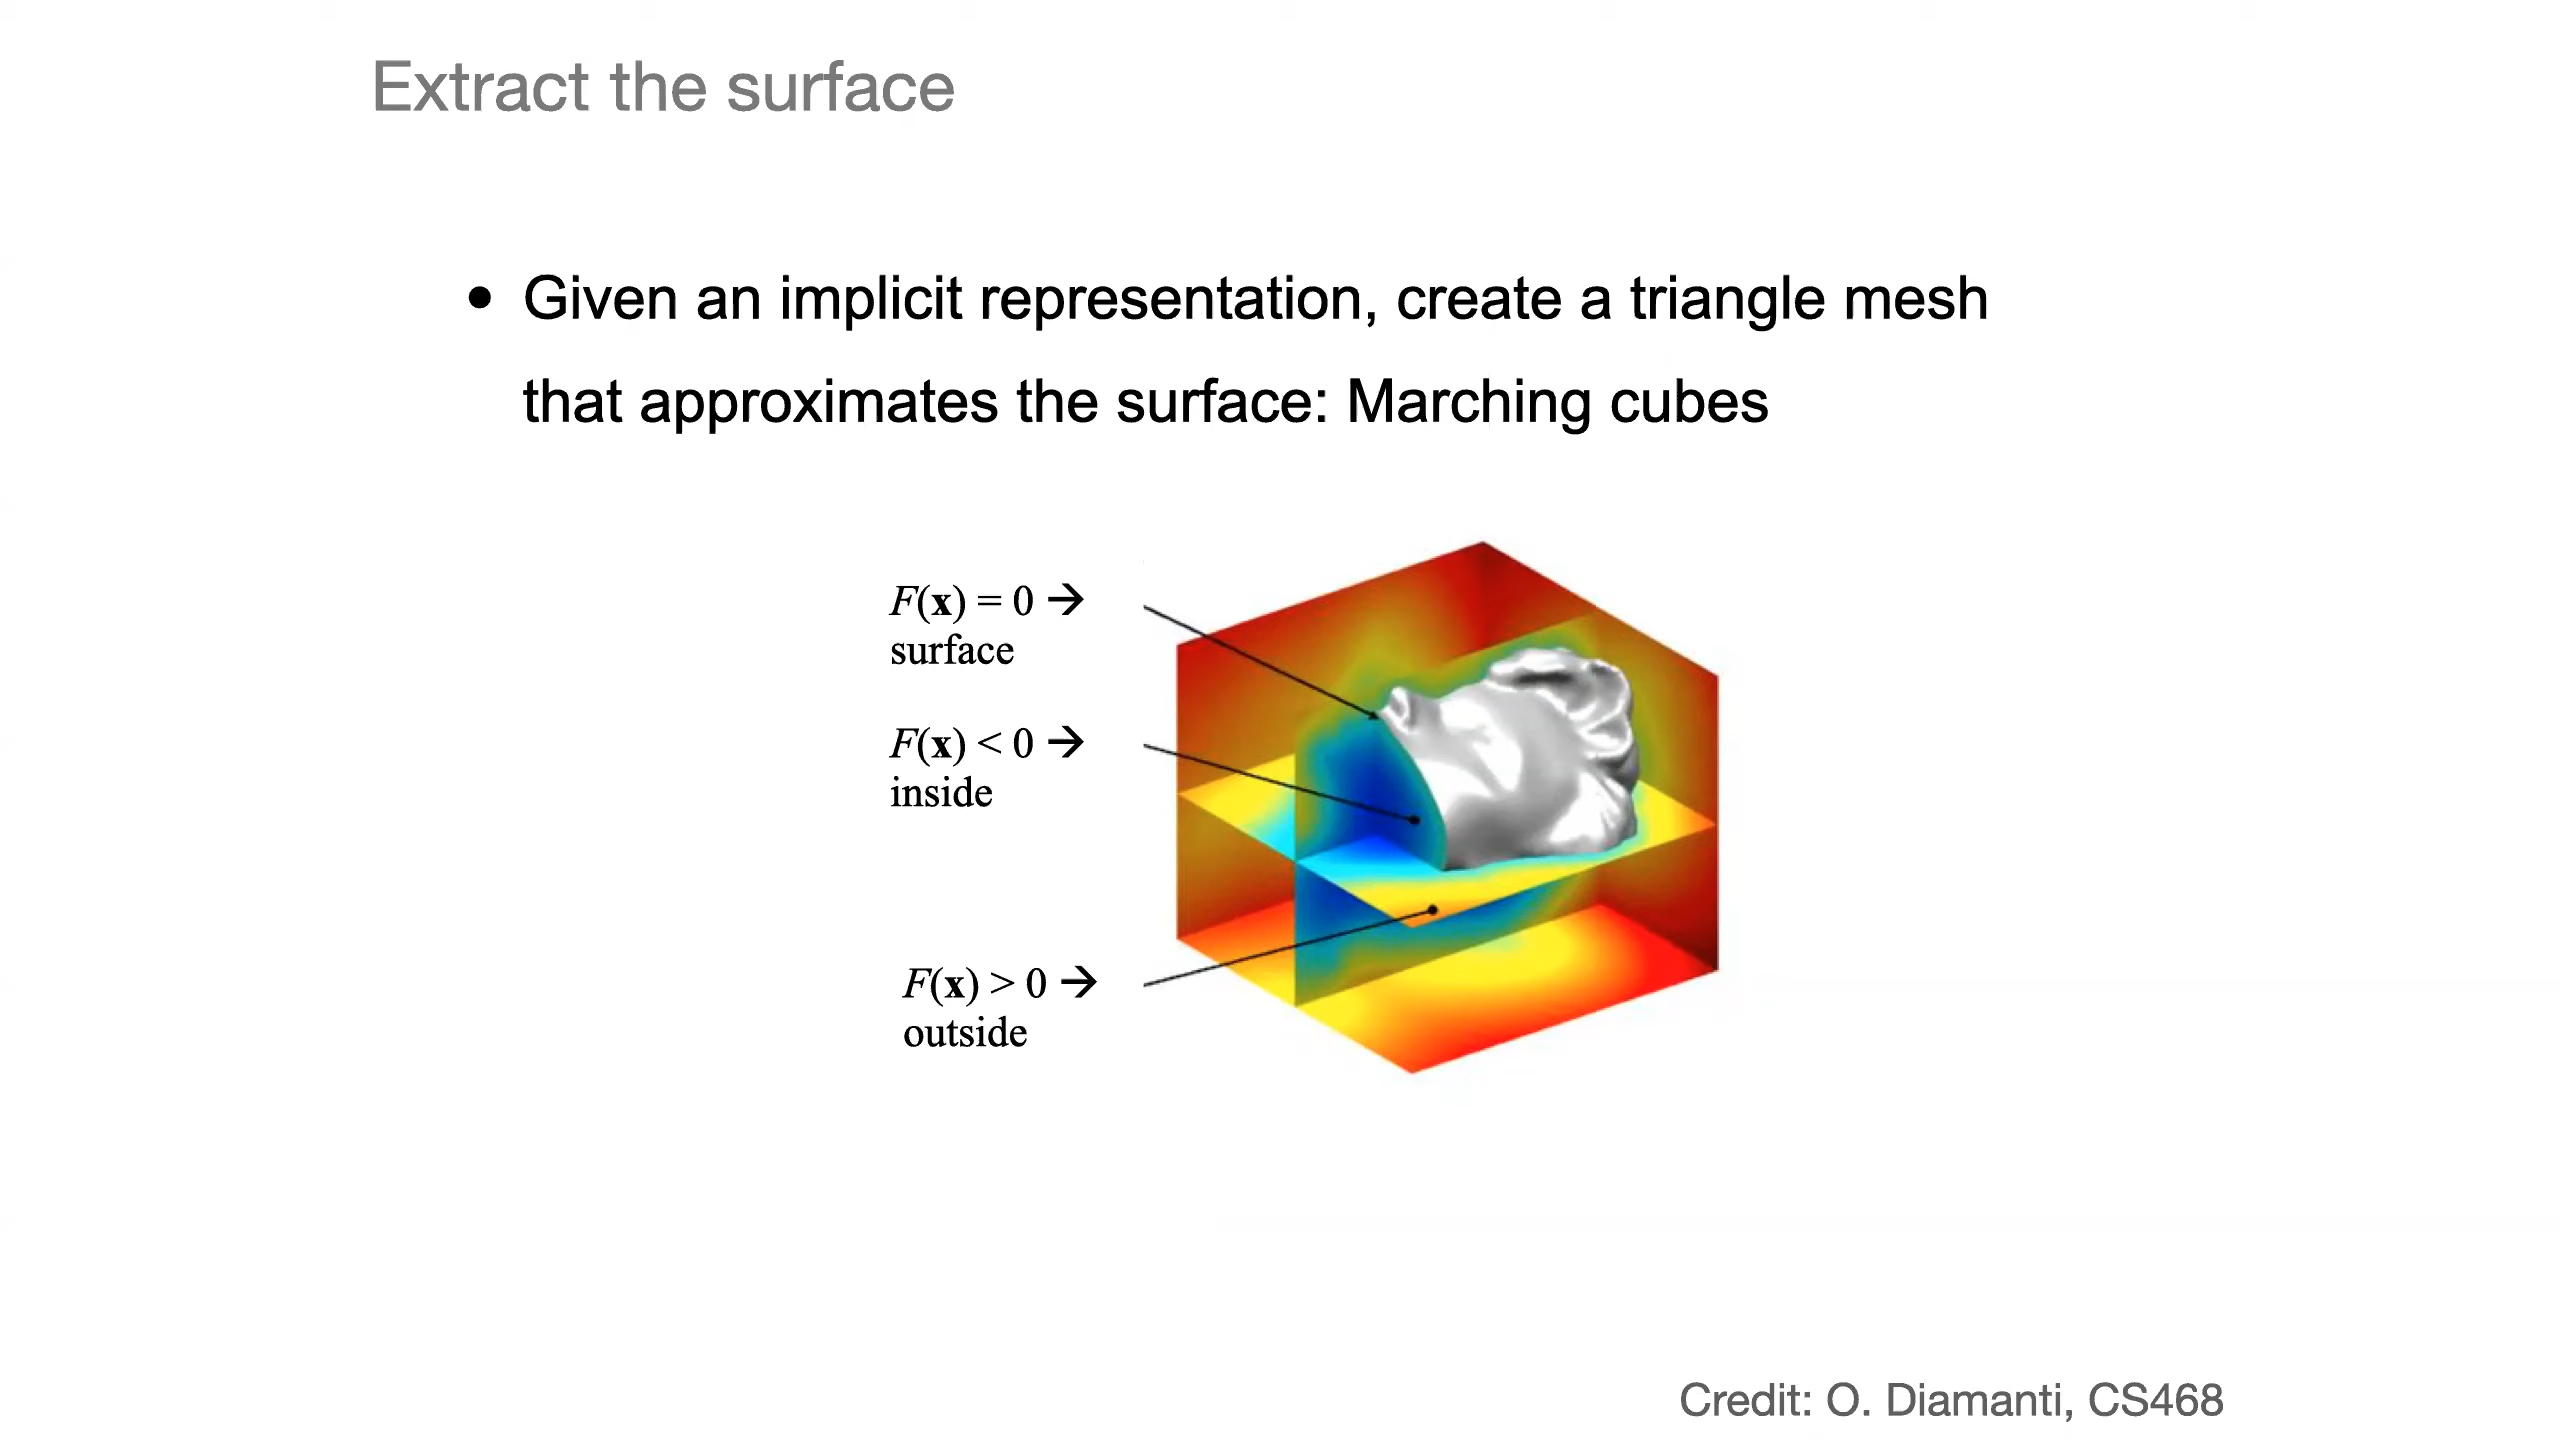 Extract the surface
• Given an implicit representation, create a triangle mesh
that approximates the surface: Marching cubes
F(x) = 0 →
surface
F(x) < 0 →
inside
F(x) > 0 →
outside
Credit: O. Diamanti, CS468